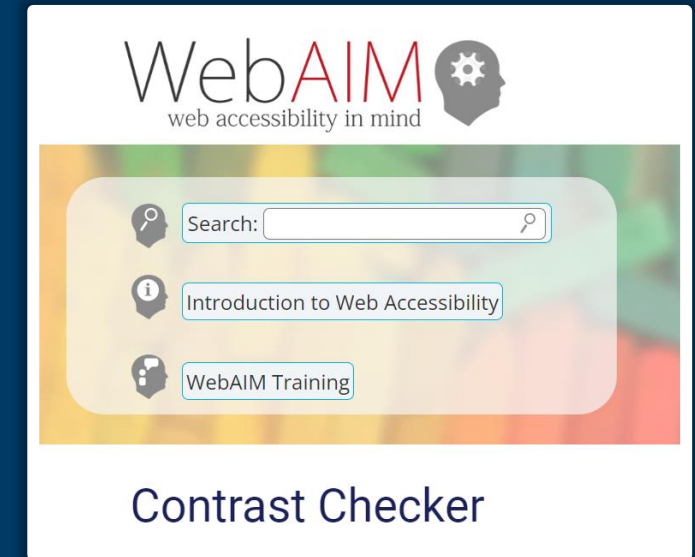 WebAIM
web accessibility in mind
Search:
Introduction to Web Accessibility
WebAIM Training
Contrast Checker